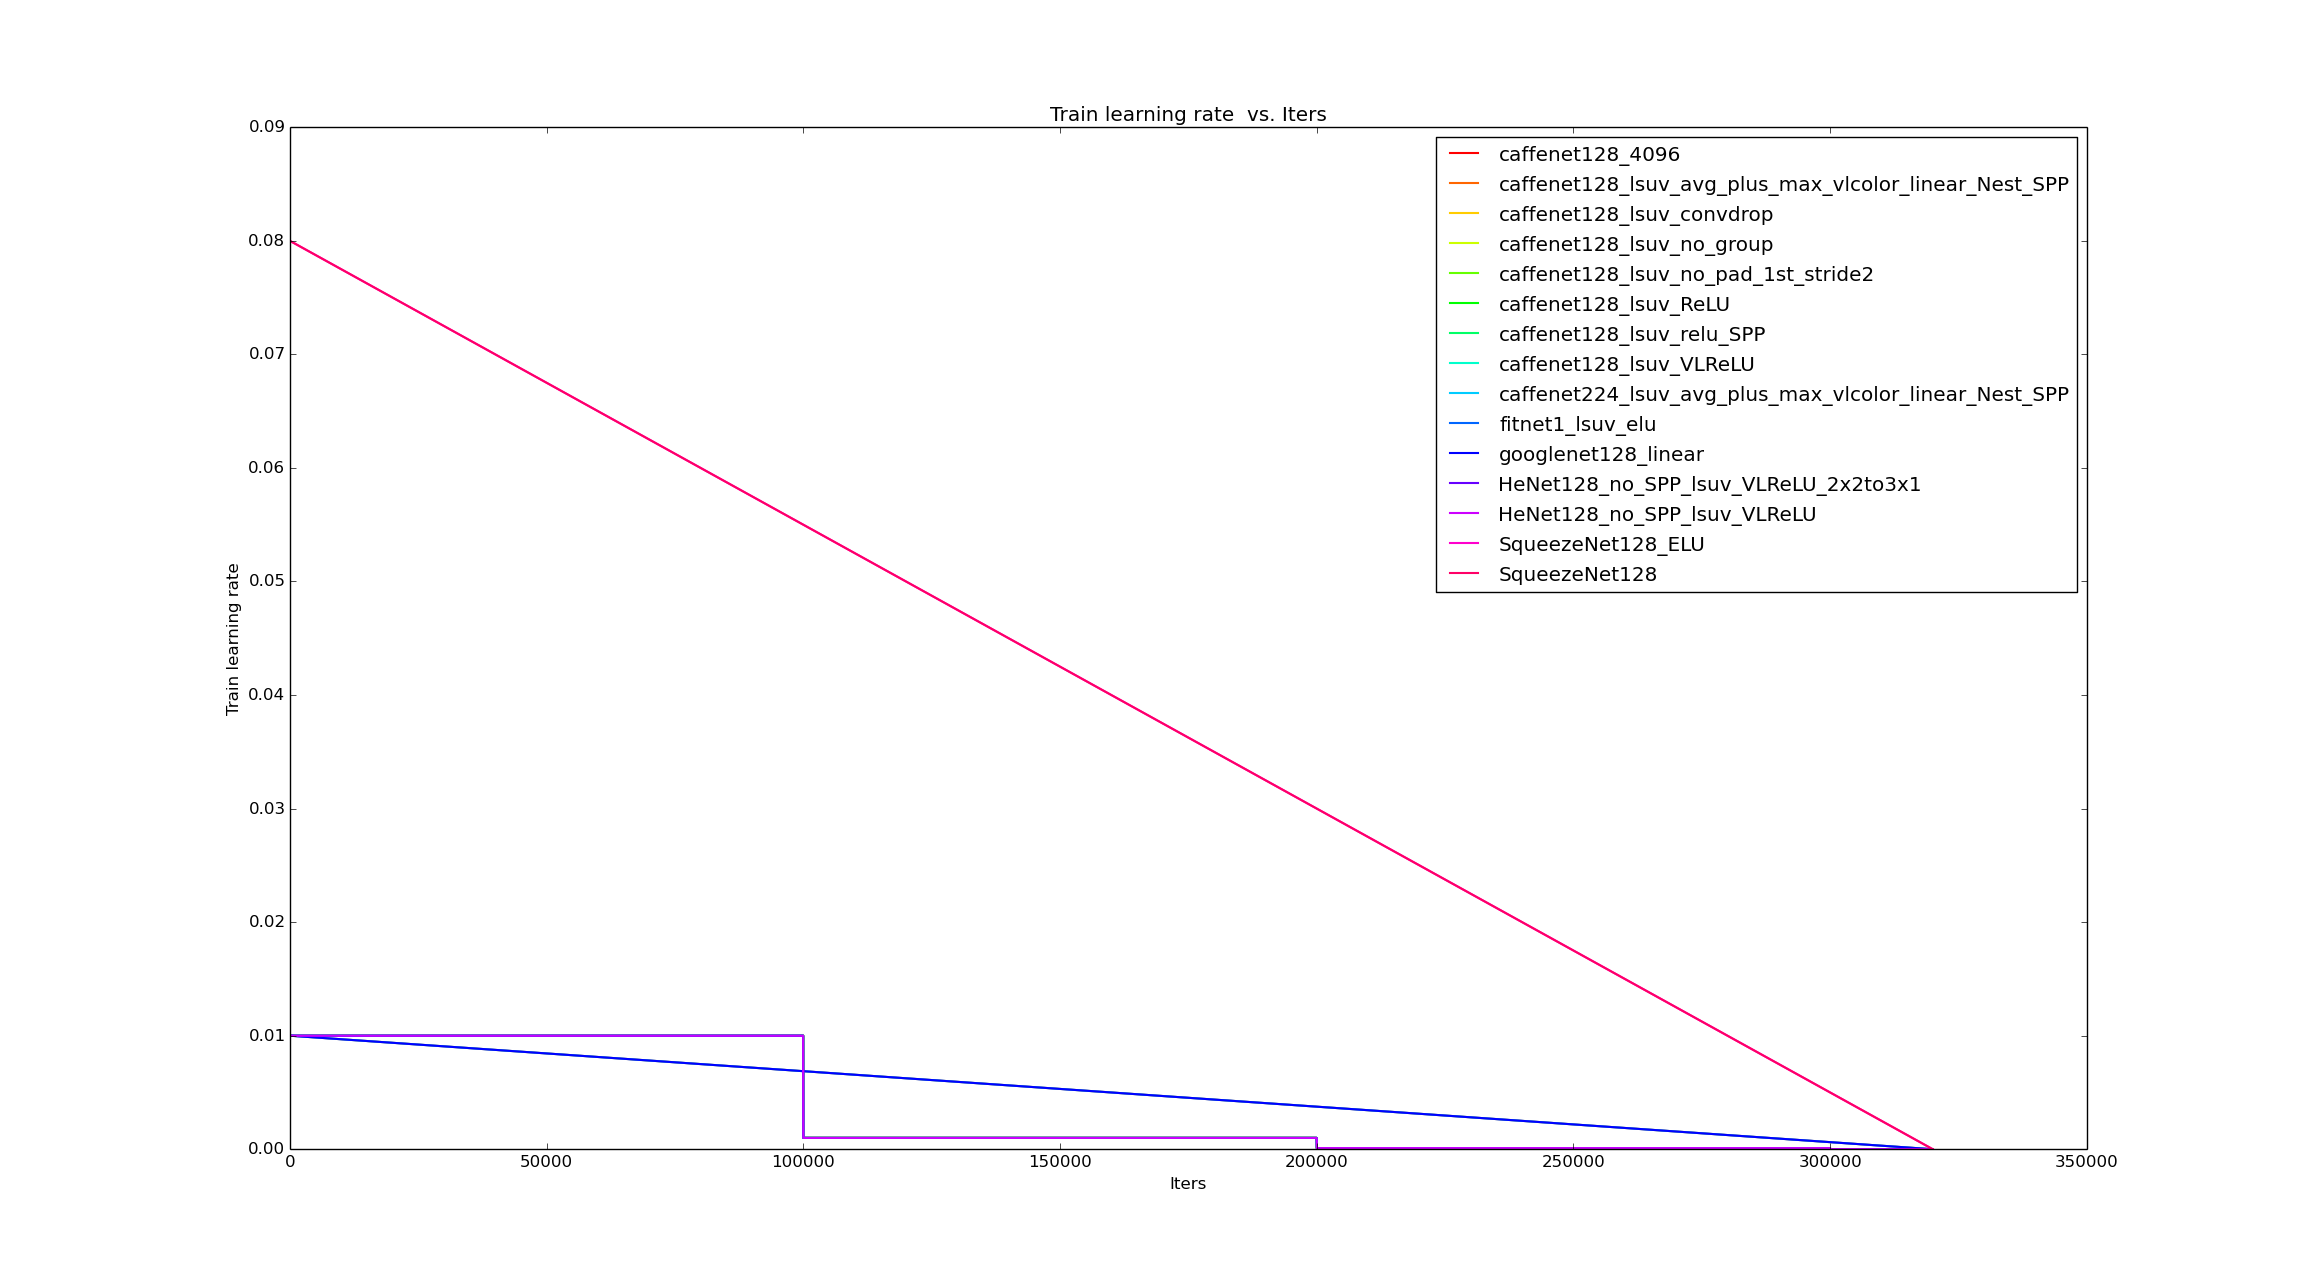 Train learning rate  vs. Iters
0.09
0.08
0.07
0.06
0.05
0.04
0.03
0.02
0.01
0.00
Train learning rate
caffenet128_4096
caffenet128_lsuv_avg_plus_max_vlcolor_linear_Nest_SPP
caffenet128_lsuv_convdrop
caffenet128_lsuv_no_group
caffenet128_lsuv_no_pad_1st_stride2
caffenet128_lsuv_ReLU
caffenet128_lsuv_relu_SPP
caffenet128_lsuv_VLReLU
caffenet224_lsuv_avg_plus_max_vlcolor_linear_Nest_SPP
fitnet1_lsuv_elu
googlenet128_linear
HeNet128_no_SPP_lsuv_VLReLU_2x2to3x1
HeNet128_no_SPP_lsuv_VLReLU
SqueezeNet128_ELU
SqueezeNet128
0 50000 100000 150000 200000 250000 300000 350000
Iters